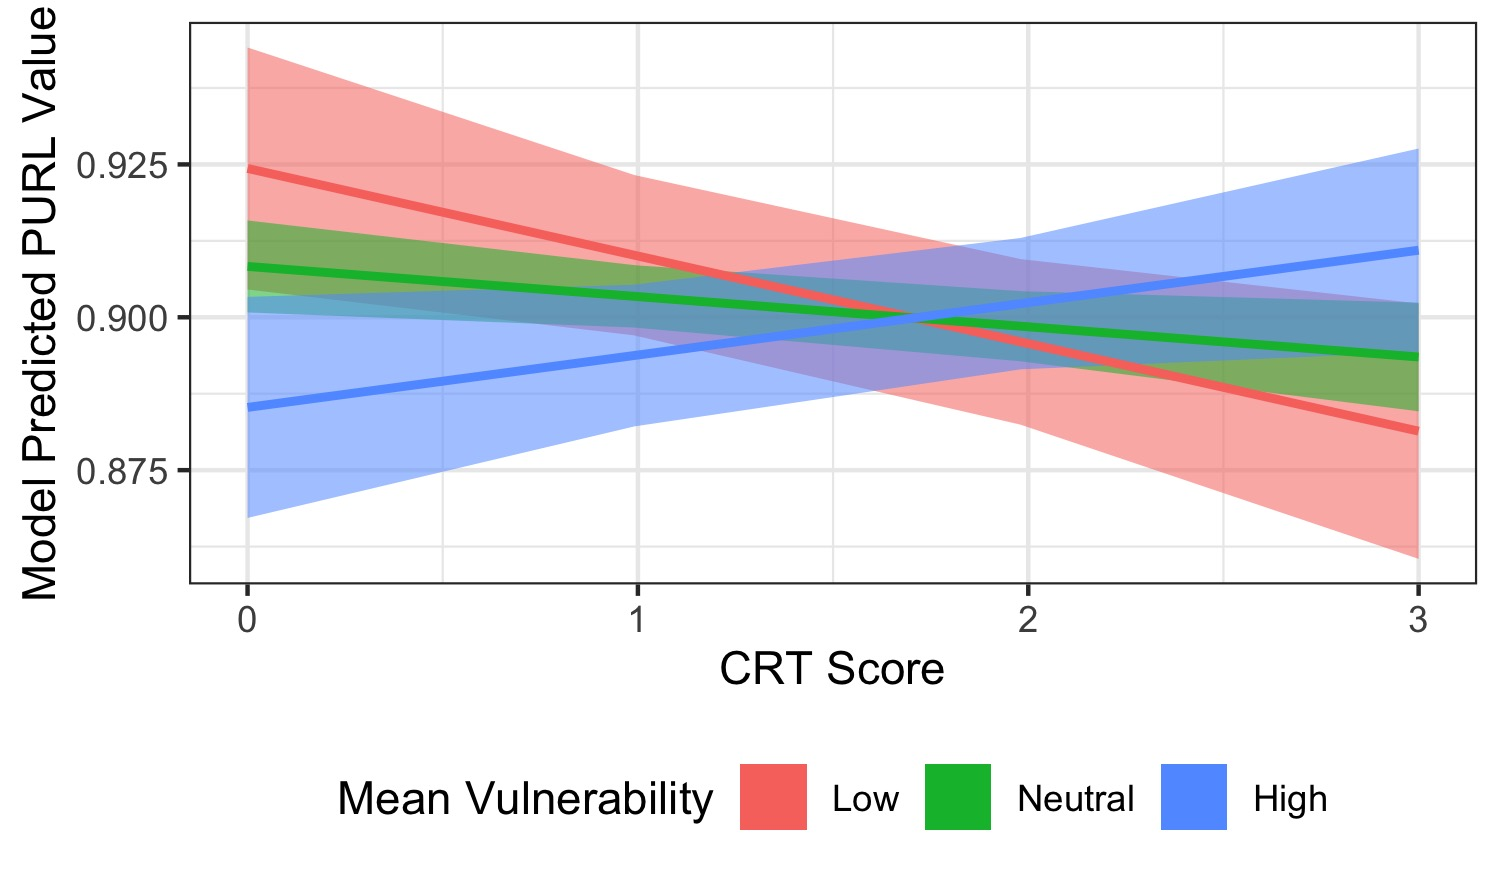 Model Predicted PURL Value
0.925
0.900
0.875
0 1 2 3
CRT Score
Mean Vulnerability Low Neutral High